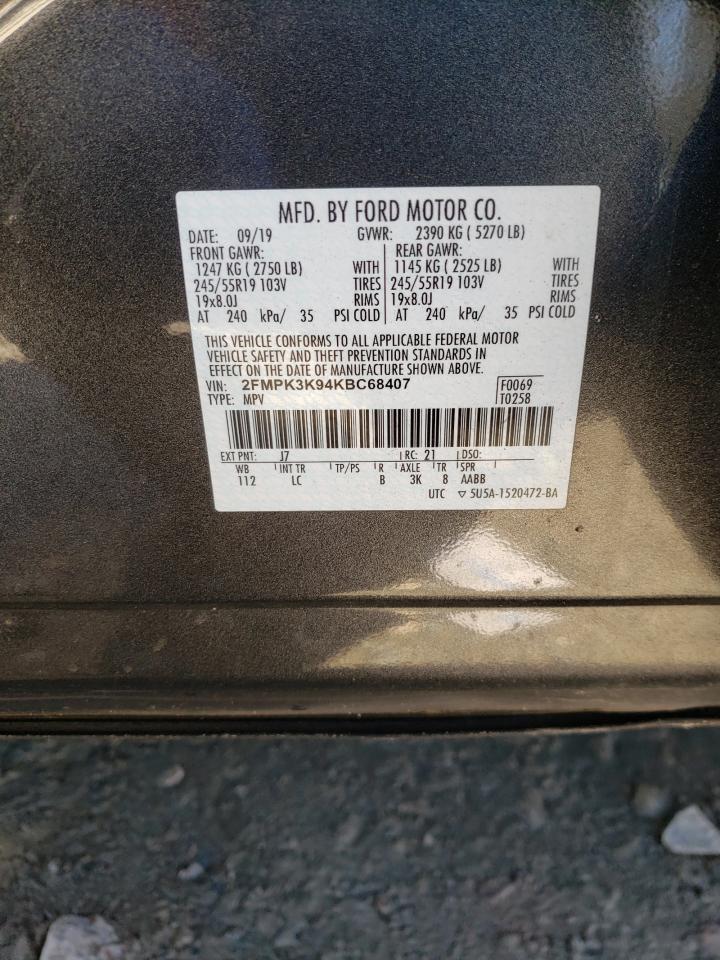 MFD. BY FORD MOTOR CO.
DATE: 09/19 GVWR: 2390 KG ( 5270 LB)
FRONT GAWR: REAR GAWR:
1247 KG ( 2750 LB) WITH 1145 KG ( 2525 LB) WITH
245/55R19 103V TIRES 245/55R19 103V TIRES
19x8.0J RIMS 19x8.0J RIMS
AT 240 kPa/ 35 PSI COLD AT 240 kPa/ 35 PSI COLD
THIS VEHICLE CONFORMS TO ALL APPLICABLE FEDERAL MOTOR
VEHICLE SAFETY AND THEFT PREVENTION STANDARDS IN
EFFECT ON THE DATE OF MANUFACTURE SHOWN ABOVE.
VIN: 2FMPK3K94KBC68407 F0069
TYPE: MPV T0258
EXT PNT: J7 RC: 21 DSO:
WB INT TR TP/PS R AXLE TR SPR
112 LC B 3K 8 AABB
UTC ▽ 5U5A-1520472-BA